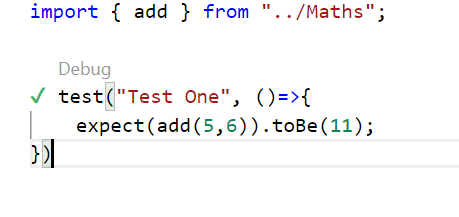 import { add } from "../Maths";
Debug
test("Test One", ()=>{
expect(add(5,6)).toBe(11);
})